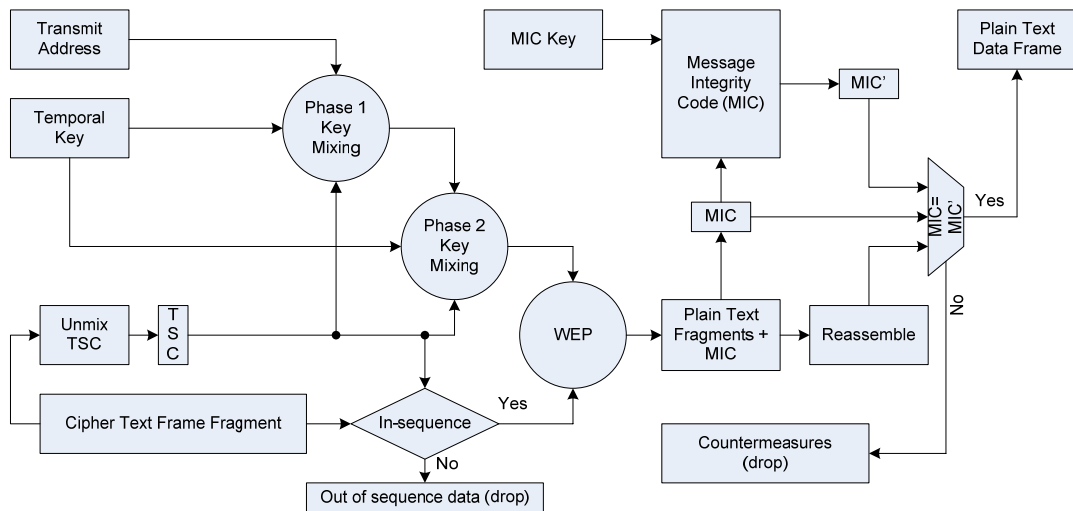 Transmit
Address
MIC Key
Message
Integrity
Code (MIC)
MIC’
Plain Text
Data Frame
Temporal
Key
Phase 1
Key
Mixing
Phase 2
Key
Mixing
MIC
MIC=
MIC’
Yes
No
Unmix
TSC
T
S
C
WEP
Plain Text
Fragments +
MIC
Reassemble
Cipher Text Frame Fragment
In-sequence
Yes
No
Out of sequence data (drop)
Countermeasures
(drop)